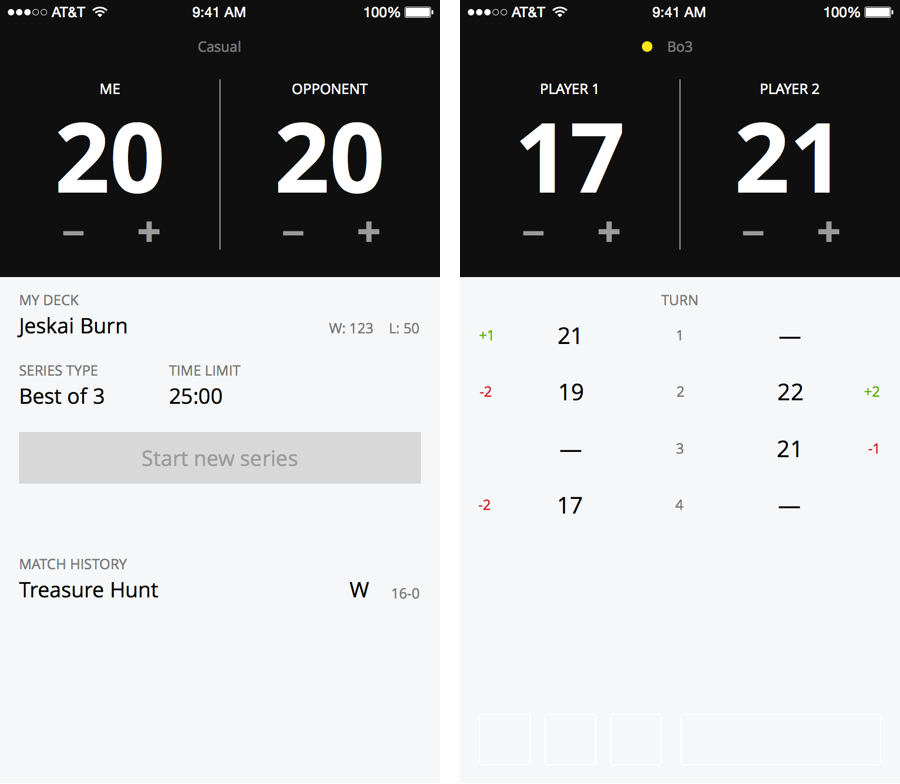 AT&T 9:41 AM 100%
Casual
ME OPPONENT
20 20
– + – +
MY DECK
Jeskai Burn W: 123 L: 50
SERIES TYPE TIME LIMIT
Best of 3 25:00
Start new series
MATCH HISTORY
Treasure Hunt W 16-0
AT&T 9:41 AM 100%
Bo3
PLAYER 1 PLAYER 2
17 21
– + – +
TURN
+1 21 1 —
-2 19 2 22 +2
— 3 21 -1
-2 17 4 —